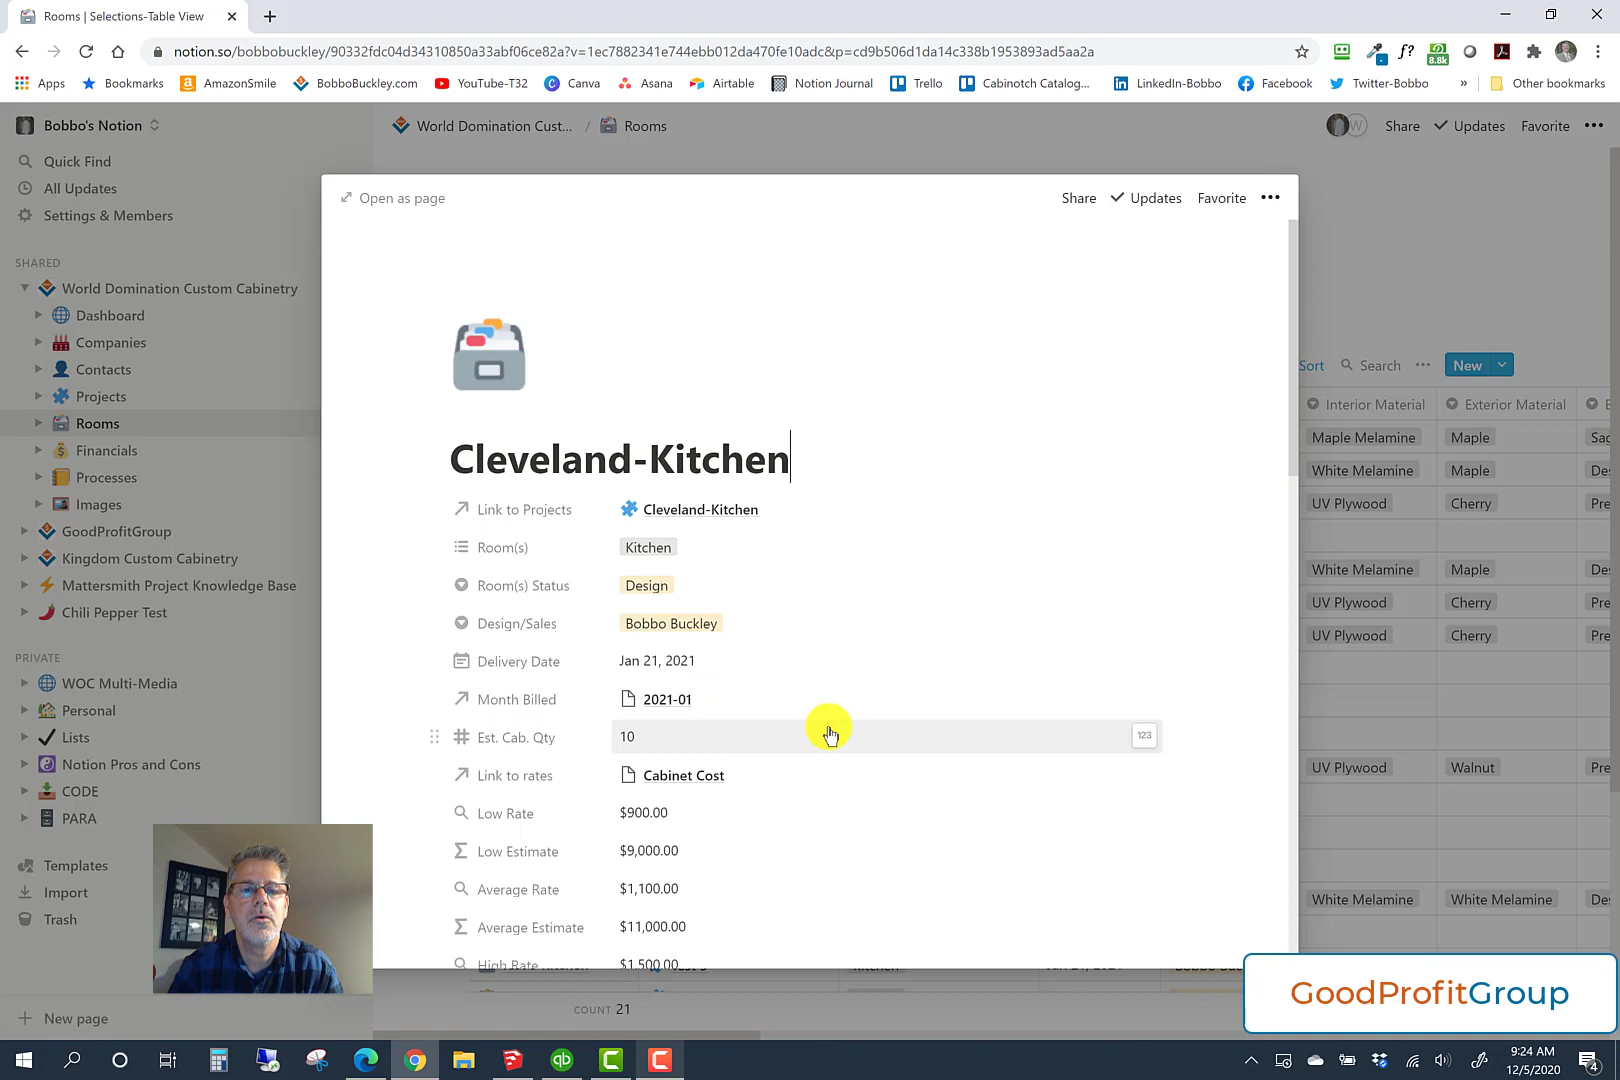 Rooms | Selections-Table View
notion.so/bobbobuckley/90332fdc04d34310850a33abf06ce82a?v=1ec7882341e744ebb012da470fe10adc&p=cd9b506d1da14c338b1953893ad5aa2a
f?
8.8k
Apps Bookmarks AmazonSmile BobboBuckley.com YouTube-T32 Canva Asana Airtable Notion Journal Trello Cabinotch Catalog... LinkedIn-Bobbo Facebook Twitter-Bobbo » Other bookmarks
Bobbo's Notion
World Domination Cust... / Rooms
W Share Updates Favorite •••
Quick Find
All Updates
Settings & Members
SHARED
World Domination Custom Cabinetry
Dashboard
Companies
Contacts
Projects
Rooms
Financials
Processes
Images
GoodProfitGroup
Kingdom Custom Cabinetry
Mattersmith Project Knowledge Base
Chili Pepper Test
PRIVATE
WOC Multi-Media
Personal
Lists
Notion Pros and Cons
CODE
PARA
Templates
Import
Trash
New page
Open as page
Share Updates Favorite •••
Cleveland-Kitchen
Link to Projects Cleveland-Kitchen
Room(s) Kitchen
Room(s) Status Design
Design/Sales Bobbo Buckley
Delivery Date Jan 21, 2021
Month Billed 2021-01
Est. Cab. Qty 10 123
Link to rates Cabinet Cost
Low Rate $900.00
Low Estimate $9,000.00
Average Rate $1,100.00
Average Estimate $11,000.00
High Rate $1,500.00
Sort Search ••• New
Interior Material Exterior Material
Maple Melamine Maple
White Melamine Maple
UV Plywood Cherry
White Melamine Maple
UV Plywood Cherry
UV Plywood Cherry
UV Plywood Walnut
White Melamine White Melamine
COUNT 21
GoodProfitGroup
9:24 AM
12/5/2020
4